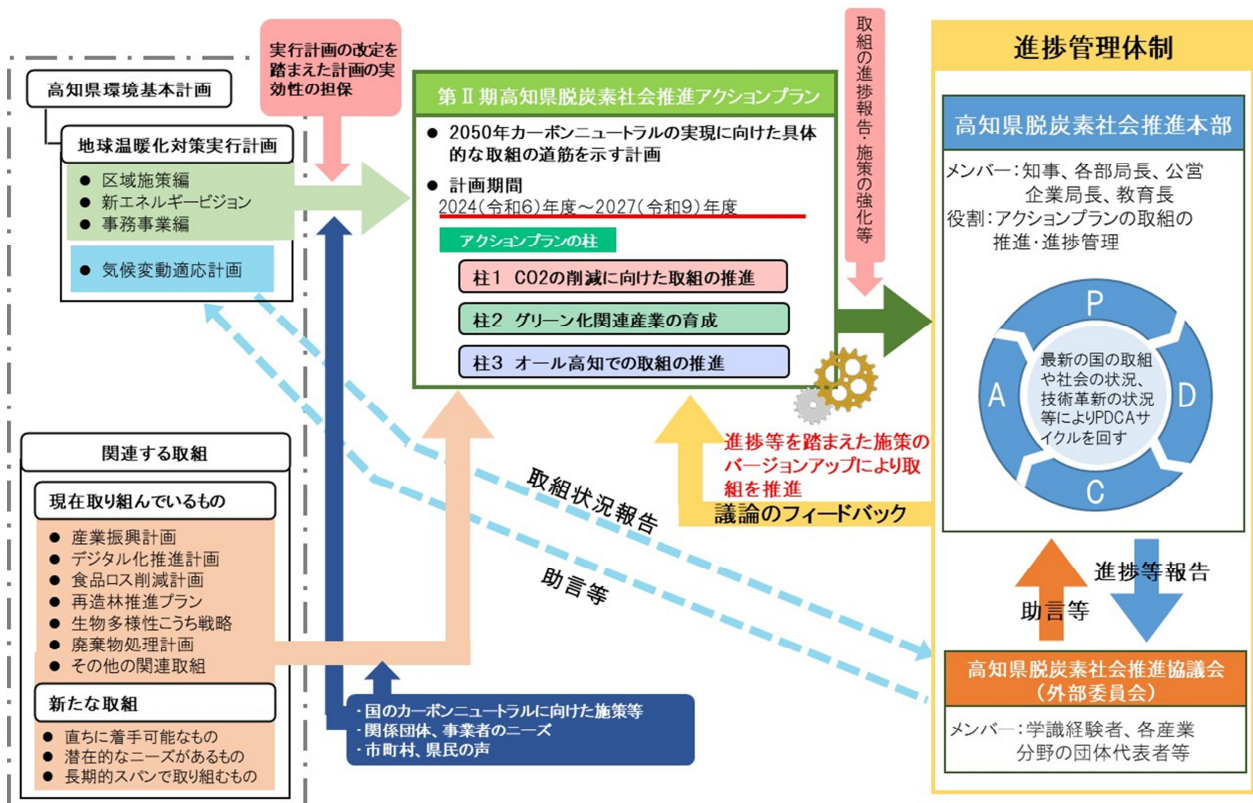 高知県環境基本計画
地球温暖化対策実行計画
● 区域施策編
● 新エネルギービジョン
● 事務事業編
● 気候変動適応計画
実行計画の改定を
踏まえた計画の実
効性の担保
第Ⅱ期高知県脱炭素社会推進アクションプラン
● 2050年カーボンニュートラルの実現に向けた具体
的な取組の道筋を示す計画
● 計画期間
2024(令和6)年度～2027(令和9)年度
アクションプランの柱
柱1 CO2の削減に向けた取組の推進
柱2 グリーン化関連産業の育成
柱3 オール高知での取組の推進
取組の進捗報告・施策の強化等
進捗等を踏まえた施策の
バージョンアップにより取
組を推進
議論のフィードバック
取組状況報告
助言等
関連する取組
現在取り組んでいるもの
● 産業振興計画
● デジタル化推進計画
● 食品ロス削減計画
● 再造林推進プラン
● 生物多様性こうち戦略
● 廃棄物処理計画
● その他の関連取組
新たな取組
● 直ちに着手可能なもの
● 潜在的なニーズがあるもの
● 長期的スパンで取り組むもの
・国のカーボンニュートラルに向けた施策等
・関係団体、事業者のニーズ
・市町村、県民の声
進捗管理体制
高知県脱炭素社会推進本部
メンバー：知事、各部局長、公営
企業局長、教育長
役割：アクションプランの取組の
推進・進捗管理
P
D
C
A
最新の国の取組
や社会の状況、
技術革新の状況
等によりPDCAサ
イクルを回す
進捗等報告
助言等
高知県脱炭素社会推進協議会
（外部委員会）
メンバー：学識経験者、各産業
分野の団体代表者等